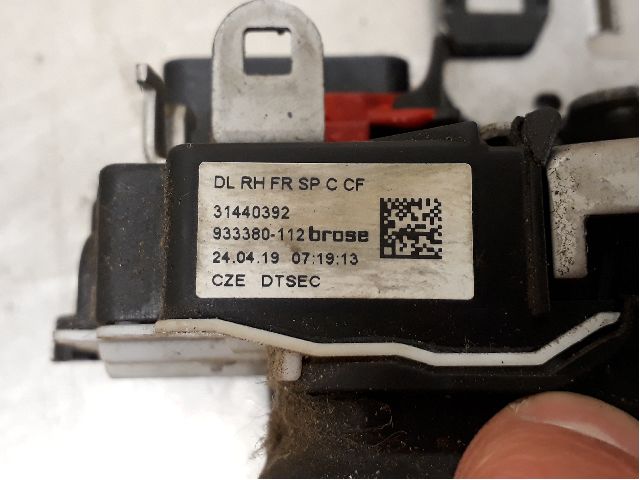 DL RH FR SP C CF
31440392
933380-112 brose
24.04.19 07:19:13
CZE DTSEC